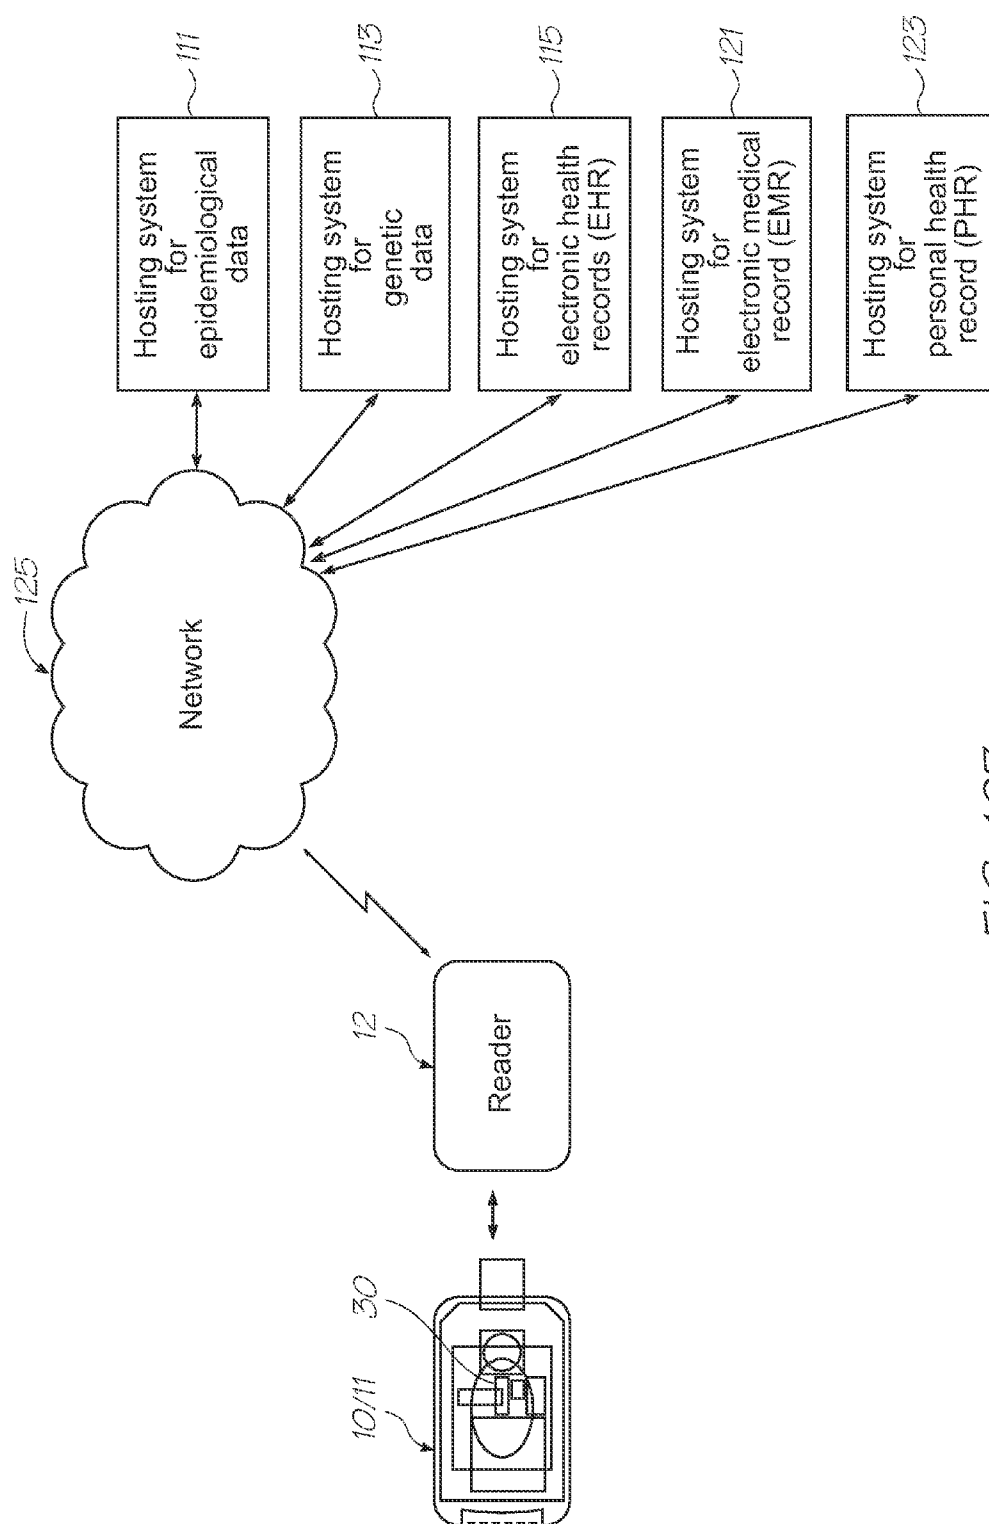 111
Hosting system
for
epidemiological
data
113
Hosting system
for
genetic
data
115
Hosting system
for
electronic health
records (EHR)
121
Hosting system
for
electronic medical
record (EMR)
123
Hosting system
for
personal health
record (PHR)
125
Network
12
Reader
30
10/11